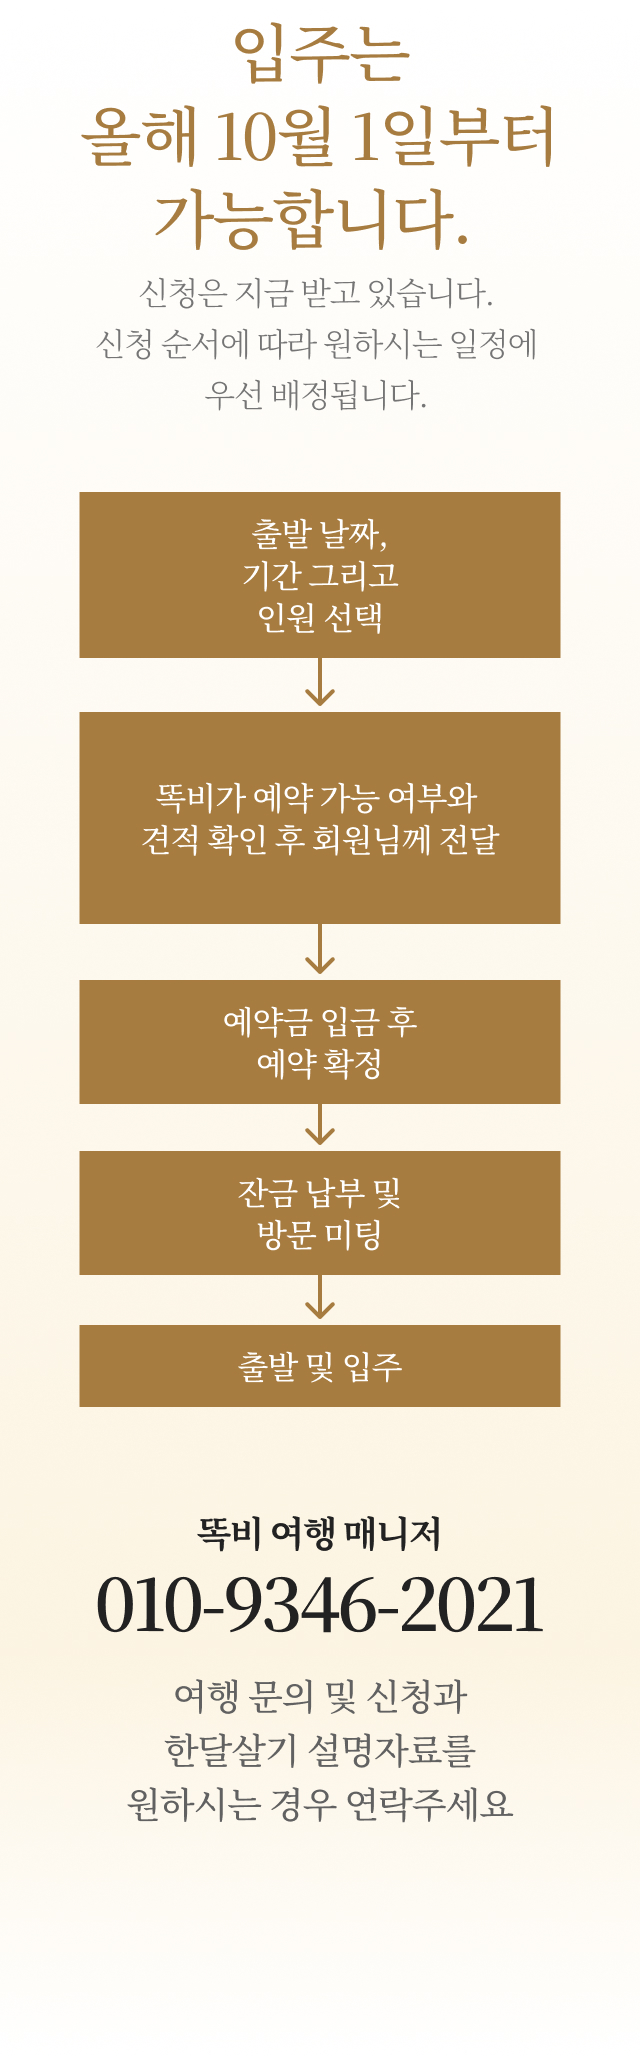 입주는
올해 10월 1일부터
가능합니다.
신청은 지금 받고 있습니다.
신청 순서에 따라 원하시는 일정에
우선 배정됩니다.
출발 날짜,
기간 그리고
인원 선택
똑비가 예약 가능 여부와
견적 확인 후 회원님께 전달
예약금 입금 후
예약 확정
잔금 납부 및
방문 미팅
출발 및 입주
똑비 여행 매니저
010-9346-2021
여행 문의 및 신청과
한달살기 설명자료를
원하시는 경우 연락주세요